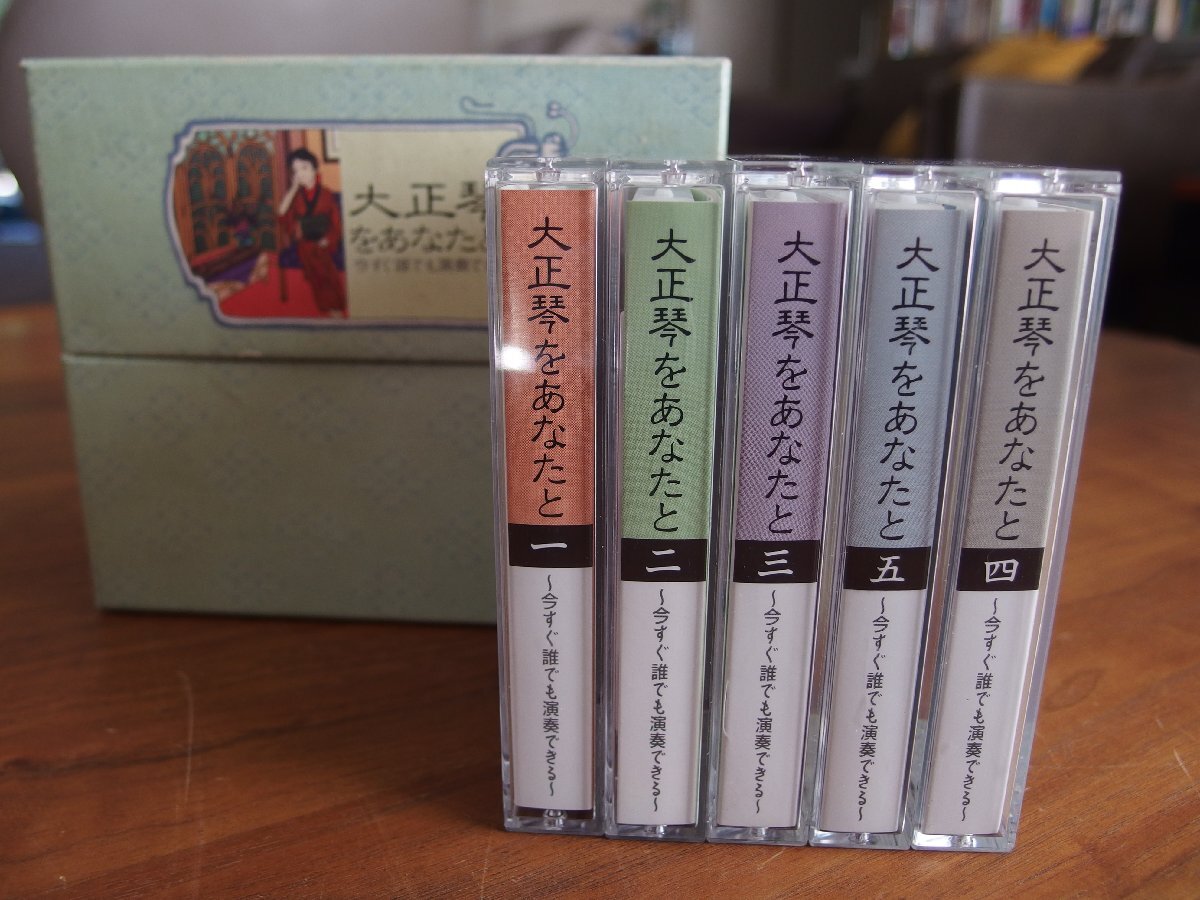 大正琴
をあなたと
今すぐ誰でも演奏で
大正琴をあなたと
一
～今すぐ誰でも演奏できる～
大正琴をあなたと
二
～今すぐ誰でも演奏できる～
大正琴をあなたと
三
～今すぐ誰でも演奏できる～
大正琴をあなたと
五
～今すぐ誰でも演奏できる～
大正琴をあなたと
四
～今すぐ誰でも演奏できる～